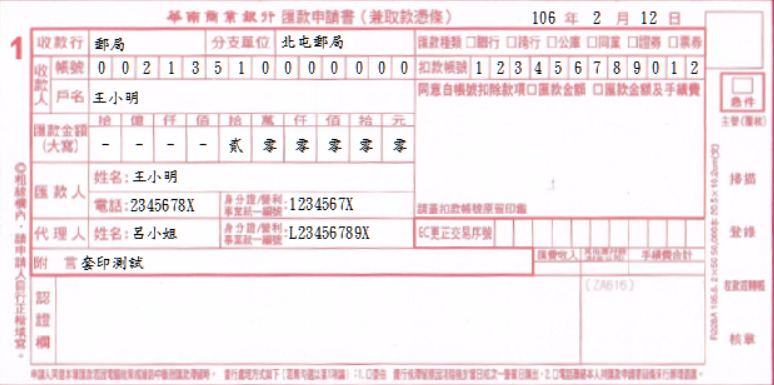 華南商業銀行 匯款申請書（兼取款憑條） 106 年 2 月 12 日
1
收款行 郵局 分支單位 北屯郵局 匯款種類 □聯行 □跨行 □公庫 □同業 □證券 □票券
收款人 帳號 0 0 2 1 3 5 1 0 0 0 0 0 0 0 扣款帳號 1 2 3 4 5 6 7 8 9 0 1 2
戶名 王小明 同意自帳號扣除款項□匯款金額 □匯款金額及手續費
急件
主管(覆核)
匯款金額(大寫) 拾 億 仟 佰 拾 萬 仟 佰 拾 元
- - - - 貳 零 零 零 零 零
匯款人 姓名:王小明
電話:2345678X 身分證/營利事業統一編號:1234567X 請蓋扣款帳號原留印鑑
代理人 姓名:呂小姐 身分證/營利事業統一編號:L23456789X EC更正交易序號
附言 套印測試 匯費收入 手續費合計
認證欄 (ZA616)
掃描
登錄
收款或轉帳
核章
◎粗線欄內，請申請人自行正楷填寫。